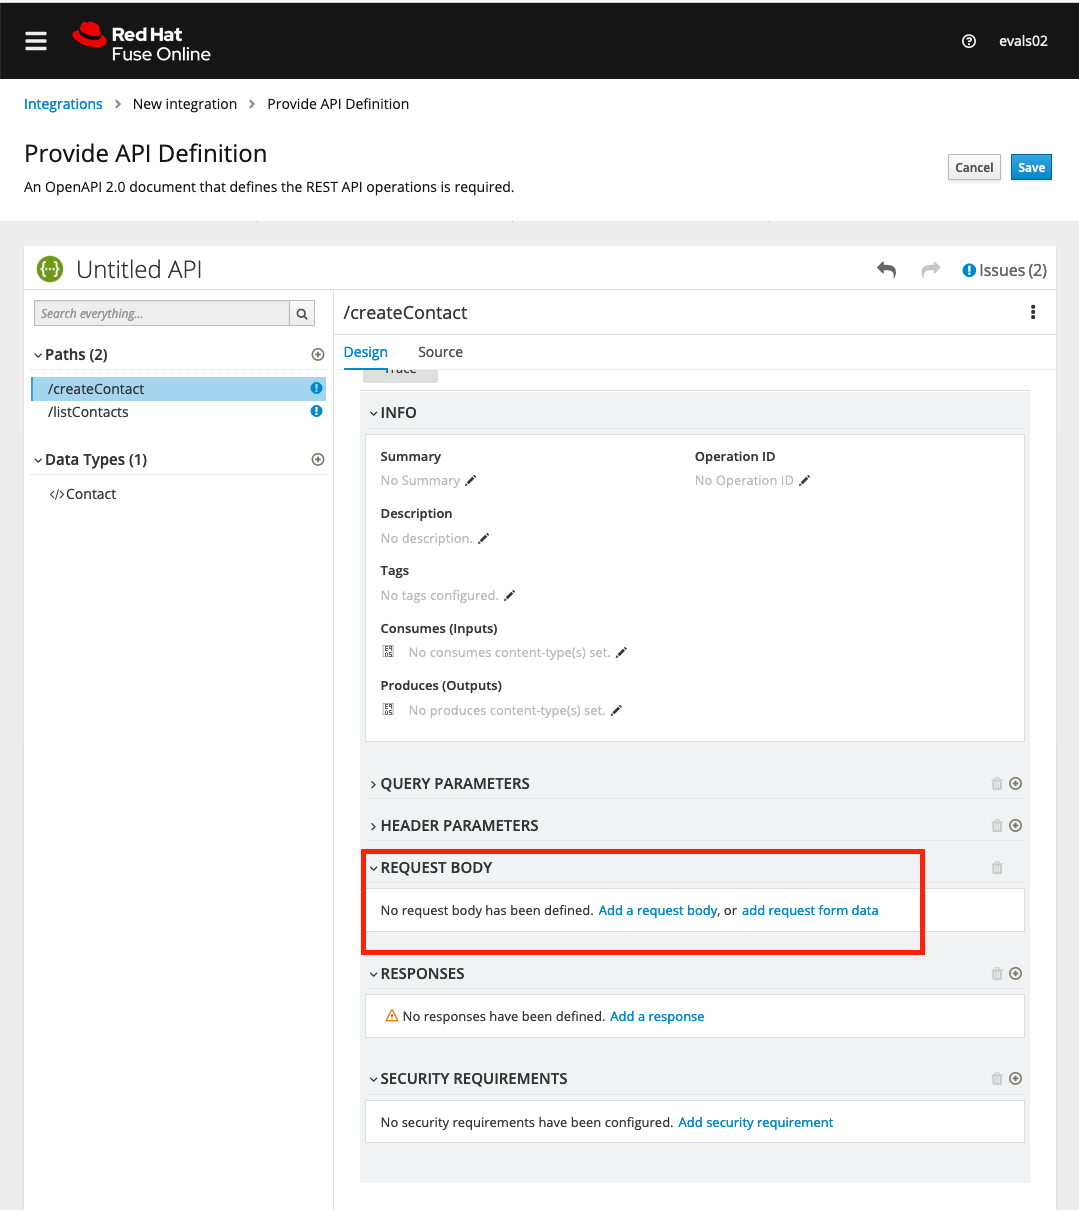 Red Hat
Fuse Online
evals02
Integrations > New integration > Provide API Definition
Provide API Definition
Cancel
Save
An OpenAPI 2.0 document that defines the REST API operations is required.
Untitled API
Issues (2)
Search everything...
/createContact
Paths (2)
Design
Source
Trace
/createContact
/listContacts
Data Types (1)
Contact
INFO
Summary
Operation ID
No Summary
No Operation ID
Description
No description.
Tags
No tags configured.
Consumes (Inputs)
No consumes content-type(s) set.
Produces (Outputs)
No produces content-type(s) set.
QUERY PARAMETERS
HEADER PARAMETERS
REQUEST BODY
No request body has been defined. Add a request body, or add request form data
RESPONSES
No responses have been defined. Add a response
SECURITY REQUIREMENTS
No security requirements have been configured. Add security requirement